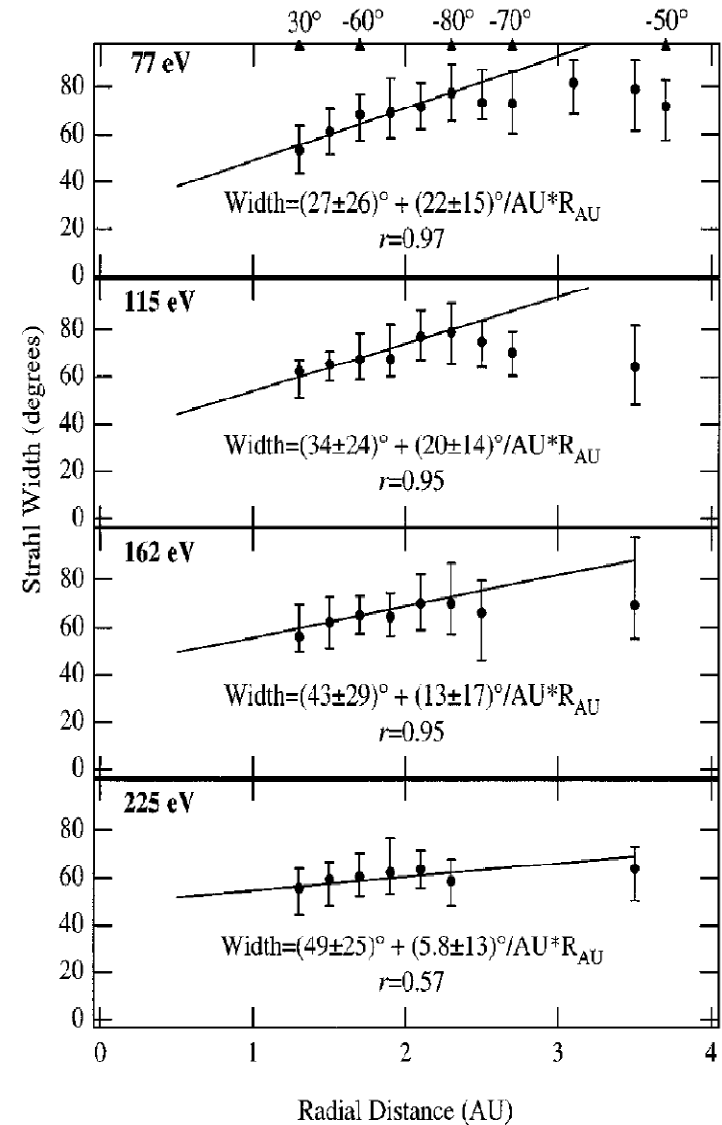 30° -60° -80° -70° -50°
77 eV
80
60
40
20
0
Width=(27±26)° + (22±15)°/AU*R_AU
r=0.97
115 eV
80
60
40
20
0
Width=(34±24)° + (20±14)°/AU*R_AU
r=0.95
162 eV
80
60
40
20
0
Width=(43±29)° + (13±17)°/AU*R_AU
r=0.95
225 eV
80
60
40
20
0
Width=(49±25)° + (5.8±13)°/AU*R_AU
r=0.57
Strahl Width (degrees)
0 1 2 3 4
Radial Distance (AU)